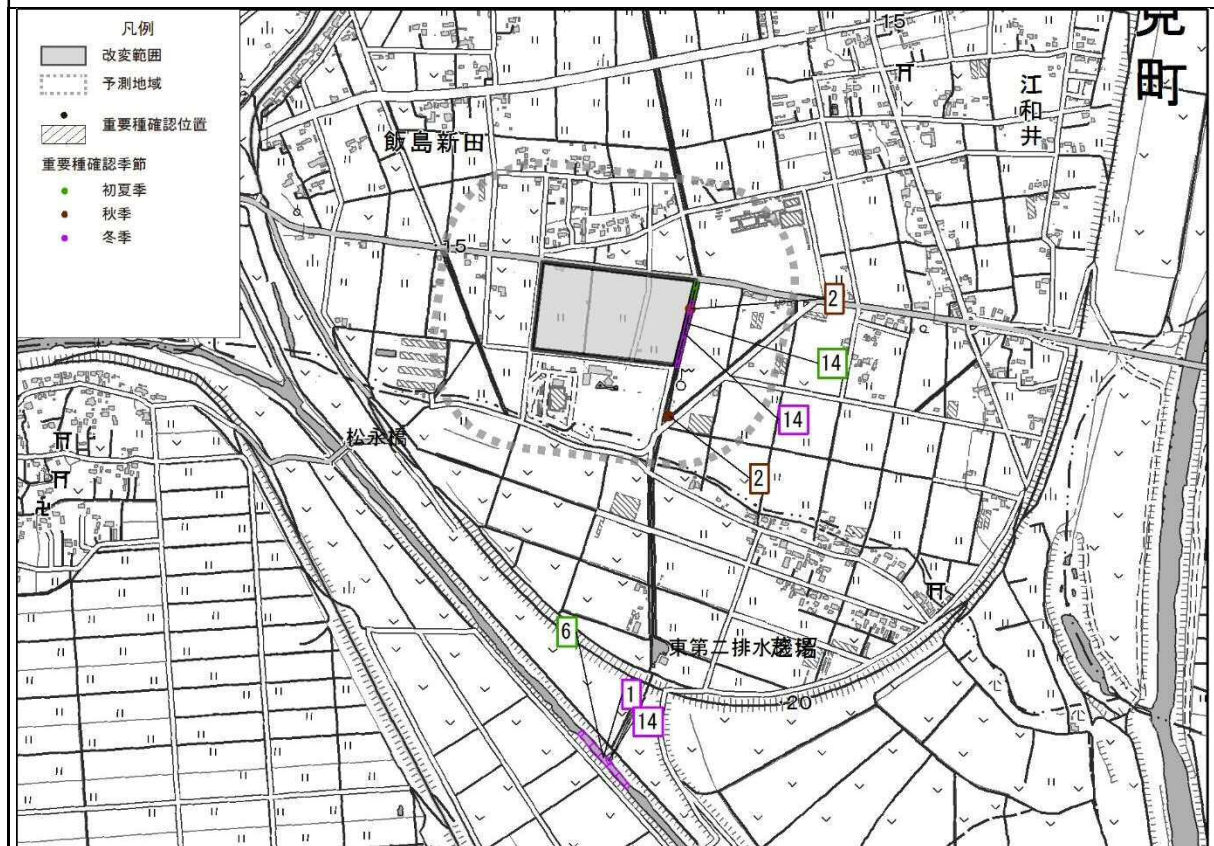 凡例
改変範囲
予測地域
重要種確認位置
重要種確認季節
初夏季
秋季
冬季
15
見町
江和井
飯島新田
15
2
14
14
2
松永橋
6
東第二排水機場
1
14
20